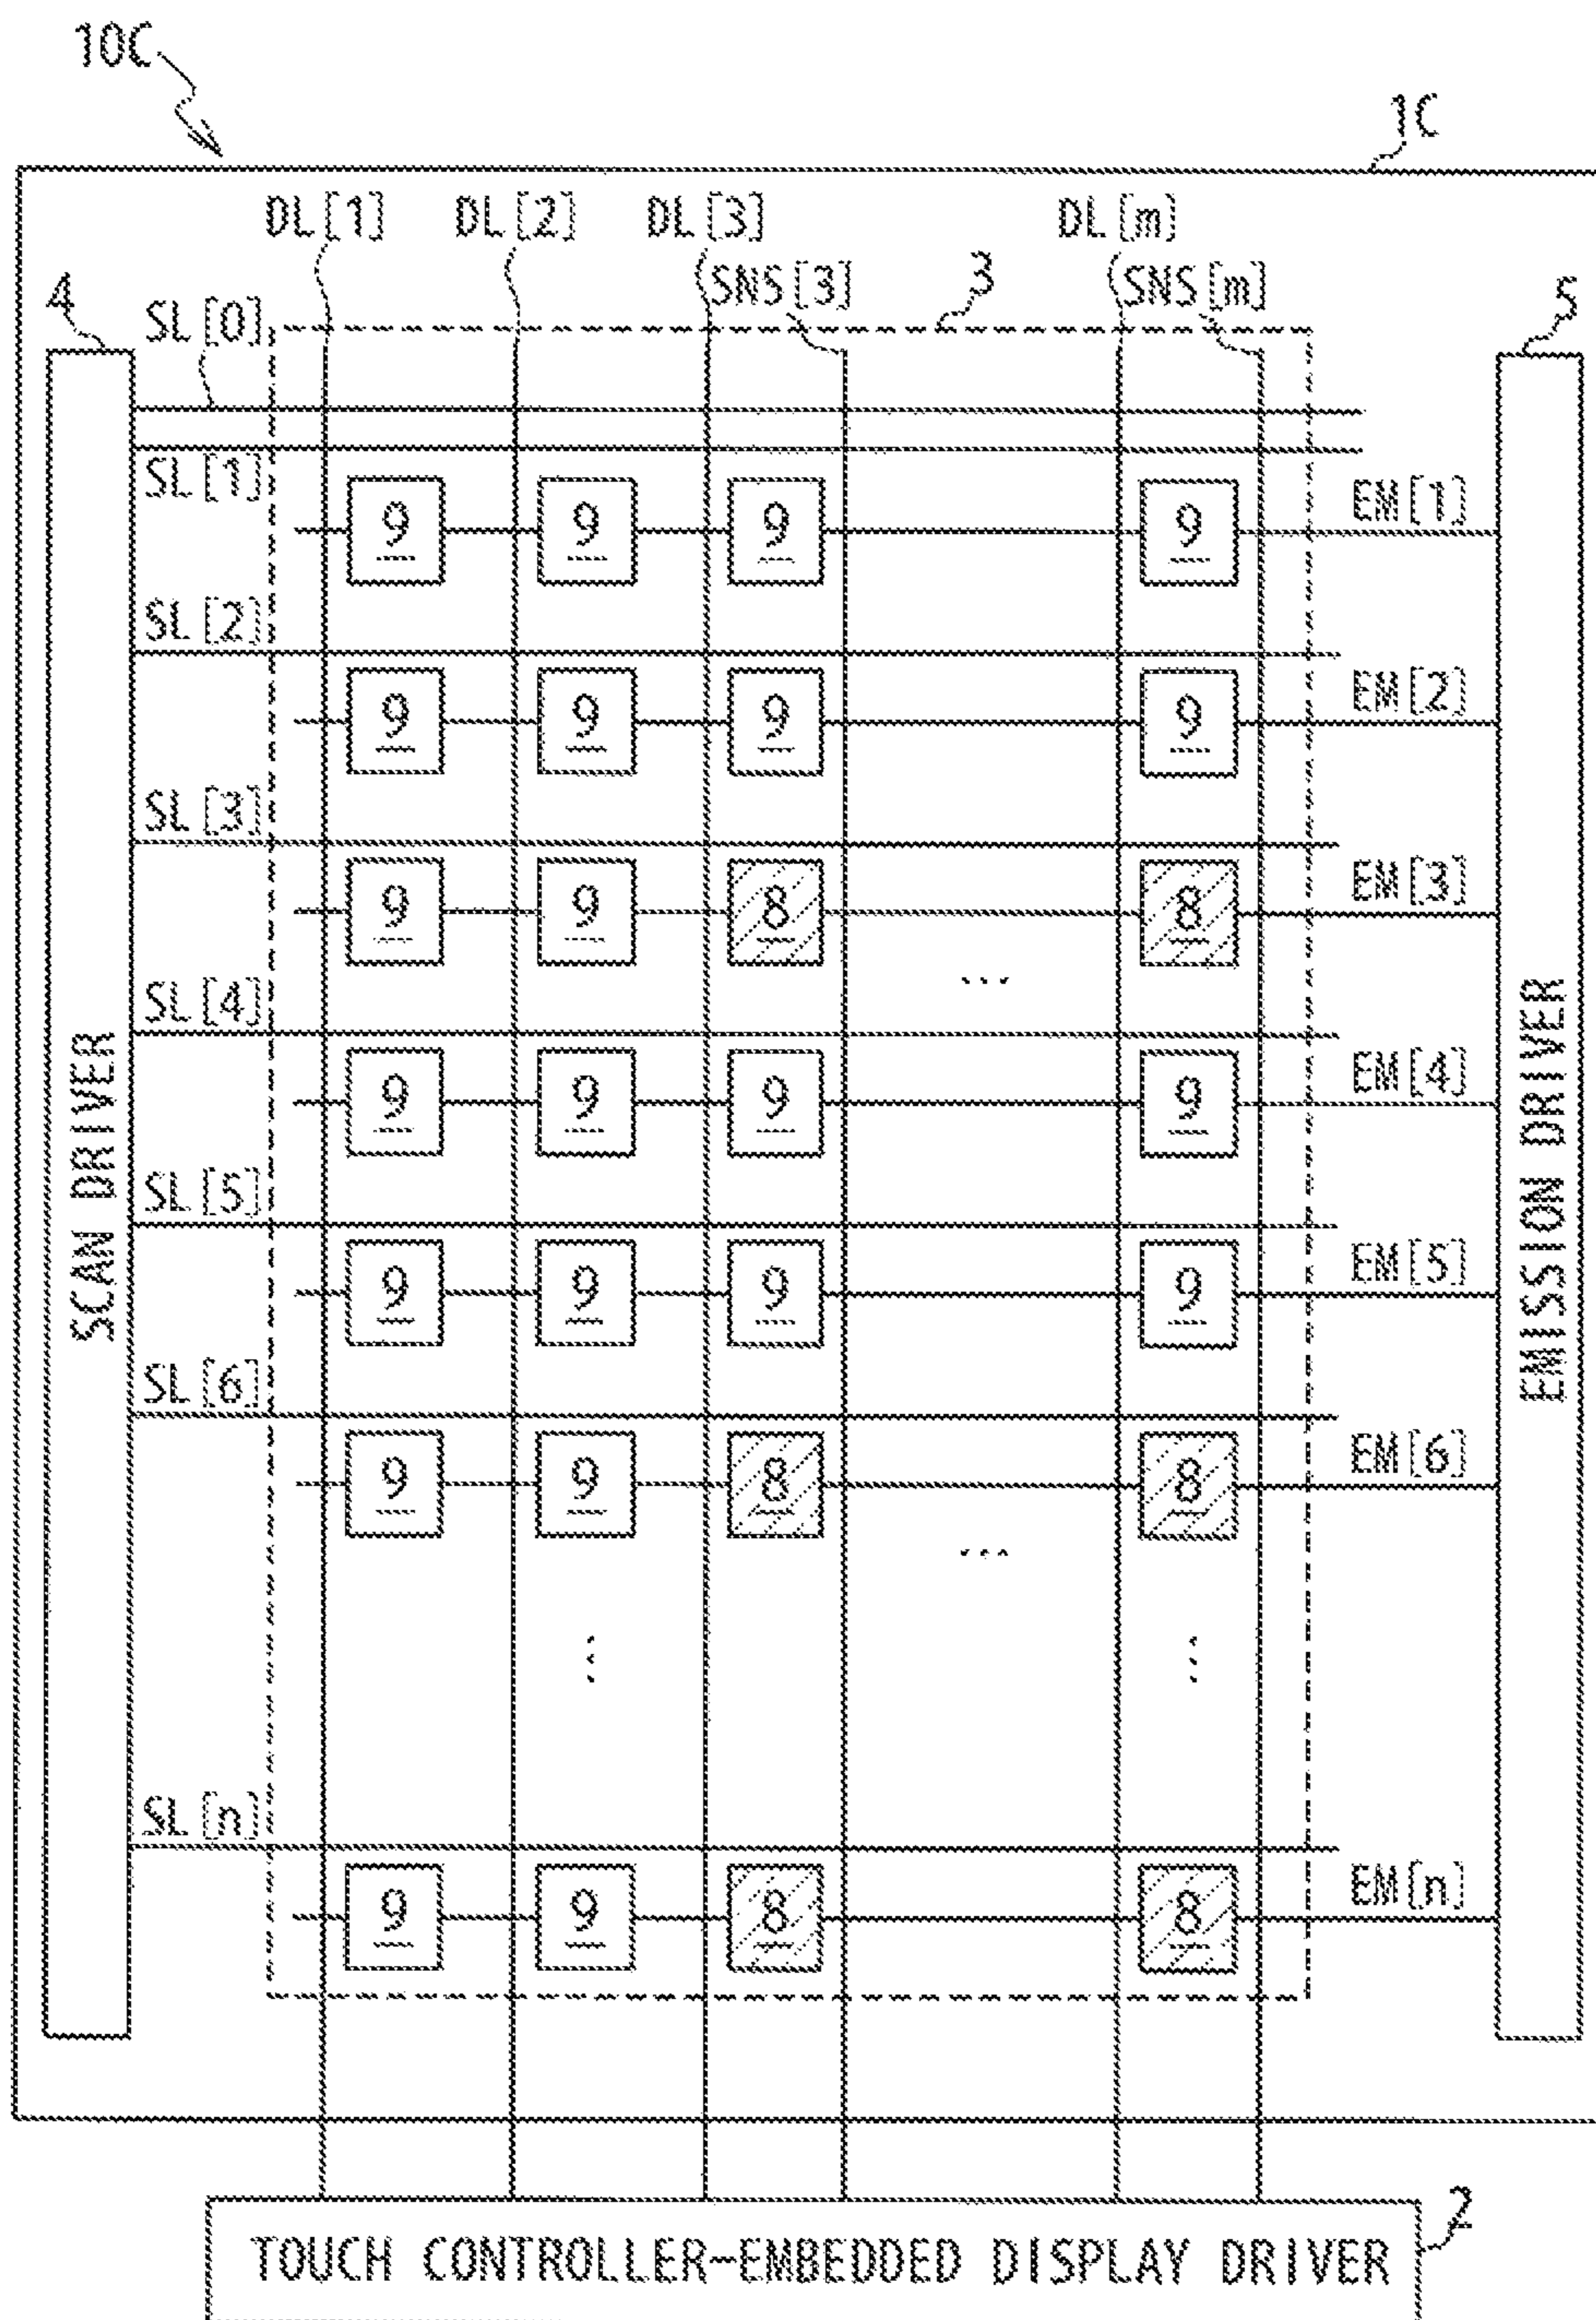 10C
1C
DL[1] DL[2] DL[3] DL[m]
SNS[3] 3 SNS[m]
4 SL[0] 5
SL[1] EM[1]
9 9 9 9
SL[2] EM[2]
9 9 9 9
SL[3] EM[3]
9 9 8 8
...
SL[4] EM[4]
9 9 9 9
SL[5] EM[5]
9 9 9 9
SL[6] EM[6]
9 9 8 8
...
SL[n] EM[n]
9 9 8 8
SCAN DRIVER
EMISSION DRIVER
2
TOUCH CONTROLLER-EMBEDDED DISPLAY DRIVER